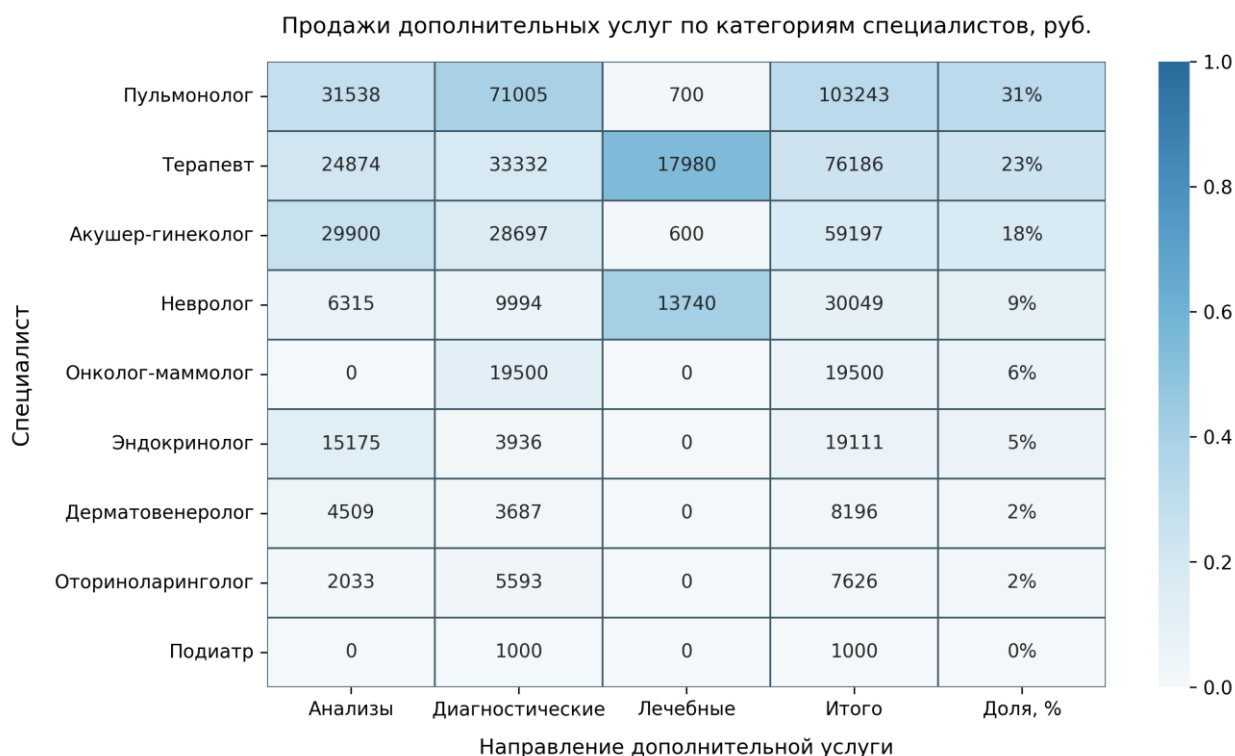 Продажи дополнительных услуг по категориям специалистов, руб.
Пульмонолог 31538 71005 700 103243 31%
Терапевт 24874 33332 17980 76186 23%
Акушер-гинеколог 29900 28697 600 59197 18%
Невролог 6315 9994 13740 30049 9%
Онколог-маммолог 0 19500 0 19500 6%
Эндокринолог 15175 3936 0 19111 5%
Дерматовенеролог 4509 3687 0 8196 2%
Оториноларинголог 2033 5593 0 7626 2%
Подиатр 0 1000 0 1000 0%
Анализы Диагностические Лечебные Итого Доля, %
Направление дополнительной услуги
Специалист
1.0
0.8
0.6
0.4
0.2
0.0